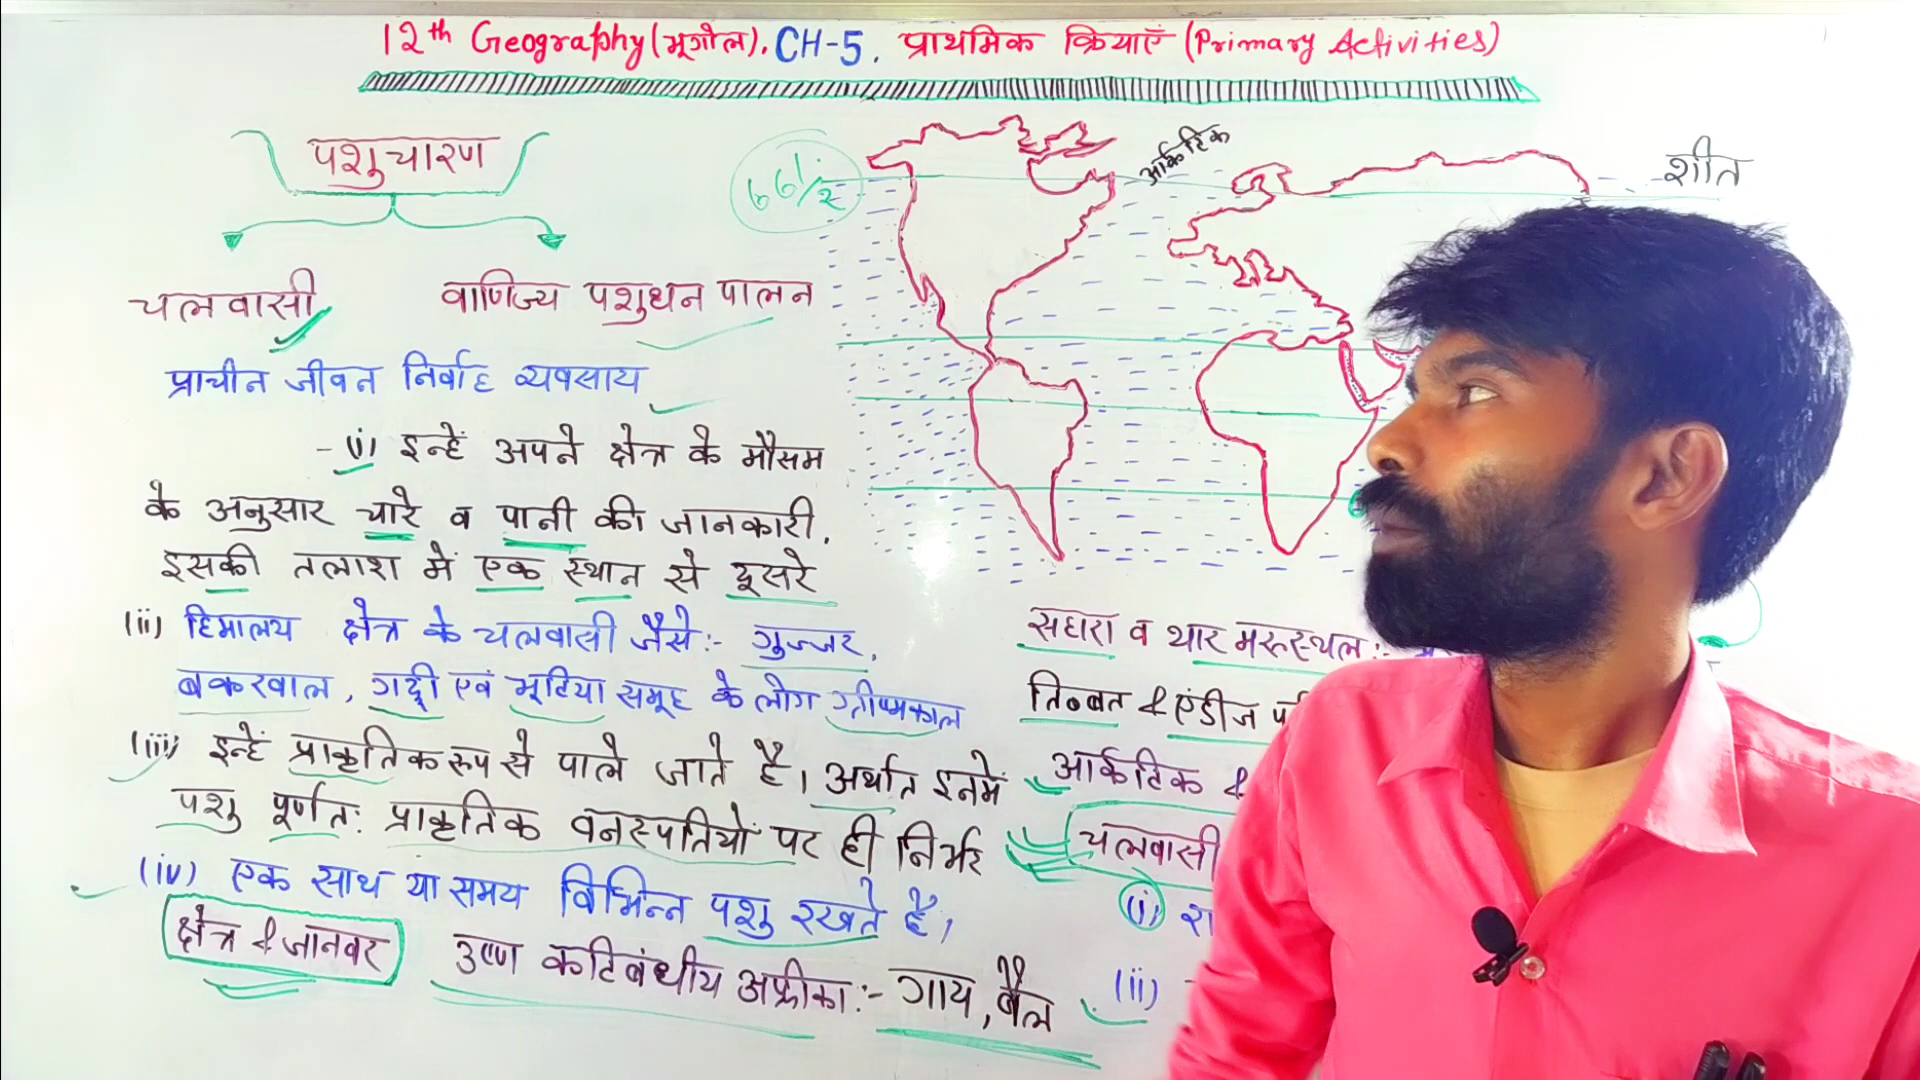 12th Geography (भूगोल). CH-5. प्राथमिक क्रियाएँ (Primary Activities)
पशुचारण
चलवासी
वाणिज्य पशुधन पालन
प्राचीन जीवन निर्वाह व्यवसाय
- (i) इन्हें अपने क्षेत्र के मौसम
के अनुसार चारे व पानी की जानकारी.
इसकी तलाश में एक स्थान से दूसरे
(ii) हिमालय क्षेत्र के चलवासी जैसे:- गुज्जर,
बकरवाल, गद्दी एवं भूटिया समूह के लोग ग्रीष्मकाल
(iii) इन्हें प्राकृतिक रूप से पाले जाते है। अर्थात इनमें
पशु पूर्णत: प्राकृतिक वनस्पतियों पर ही निर्भर
(iv) एक साथ या समय विभिन्न पशु रखते है।
क्षेत्र & जानवर
उष्ण कटिबंधीय अफ्रीका:- गाय, बैल
66 1/2
आर्कटिक
शीत
सहारा व थार मरूस्थल:-
तिब्बत & एंडीज
आर्कटिक &
चलवासी
(i)
(ii)